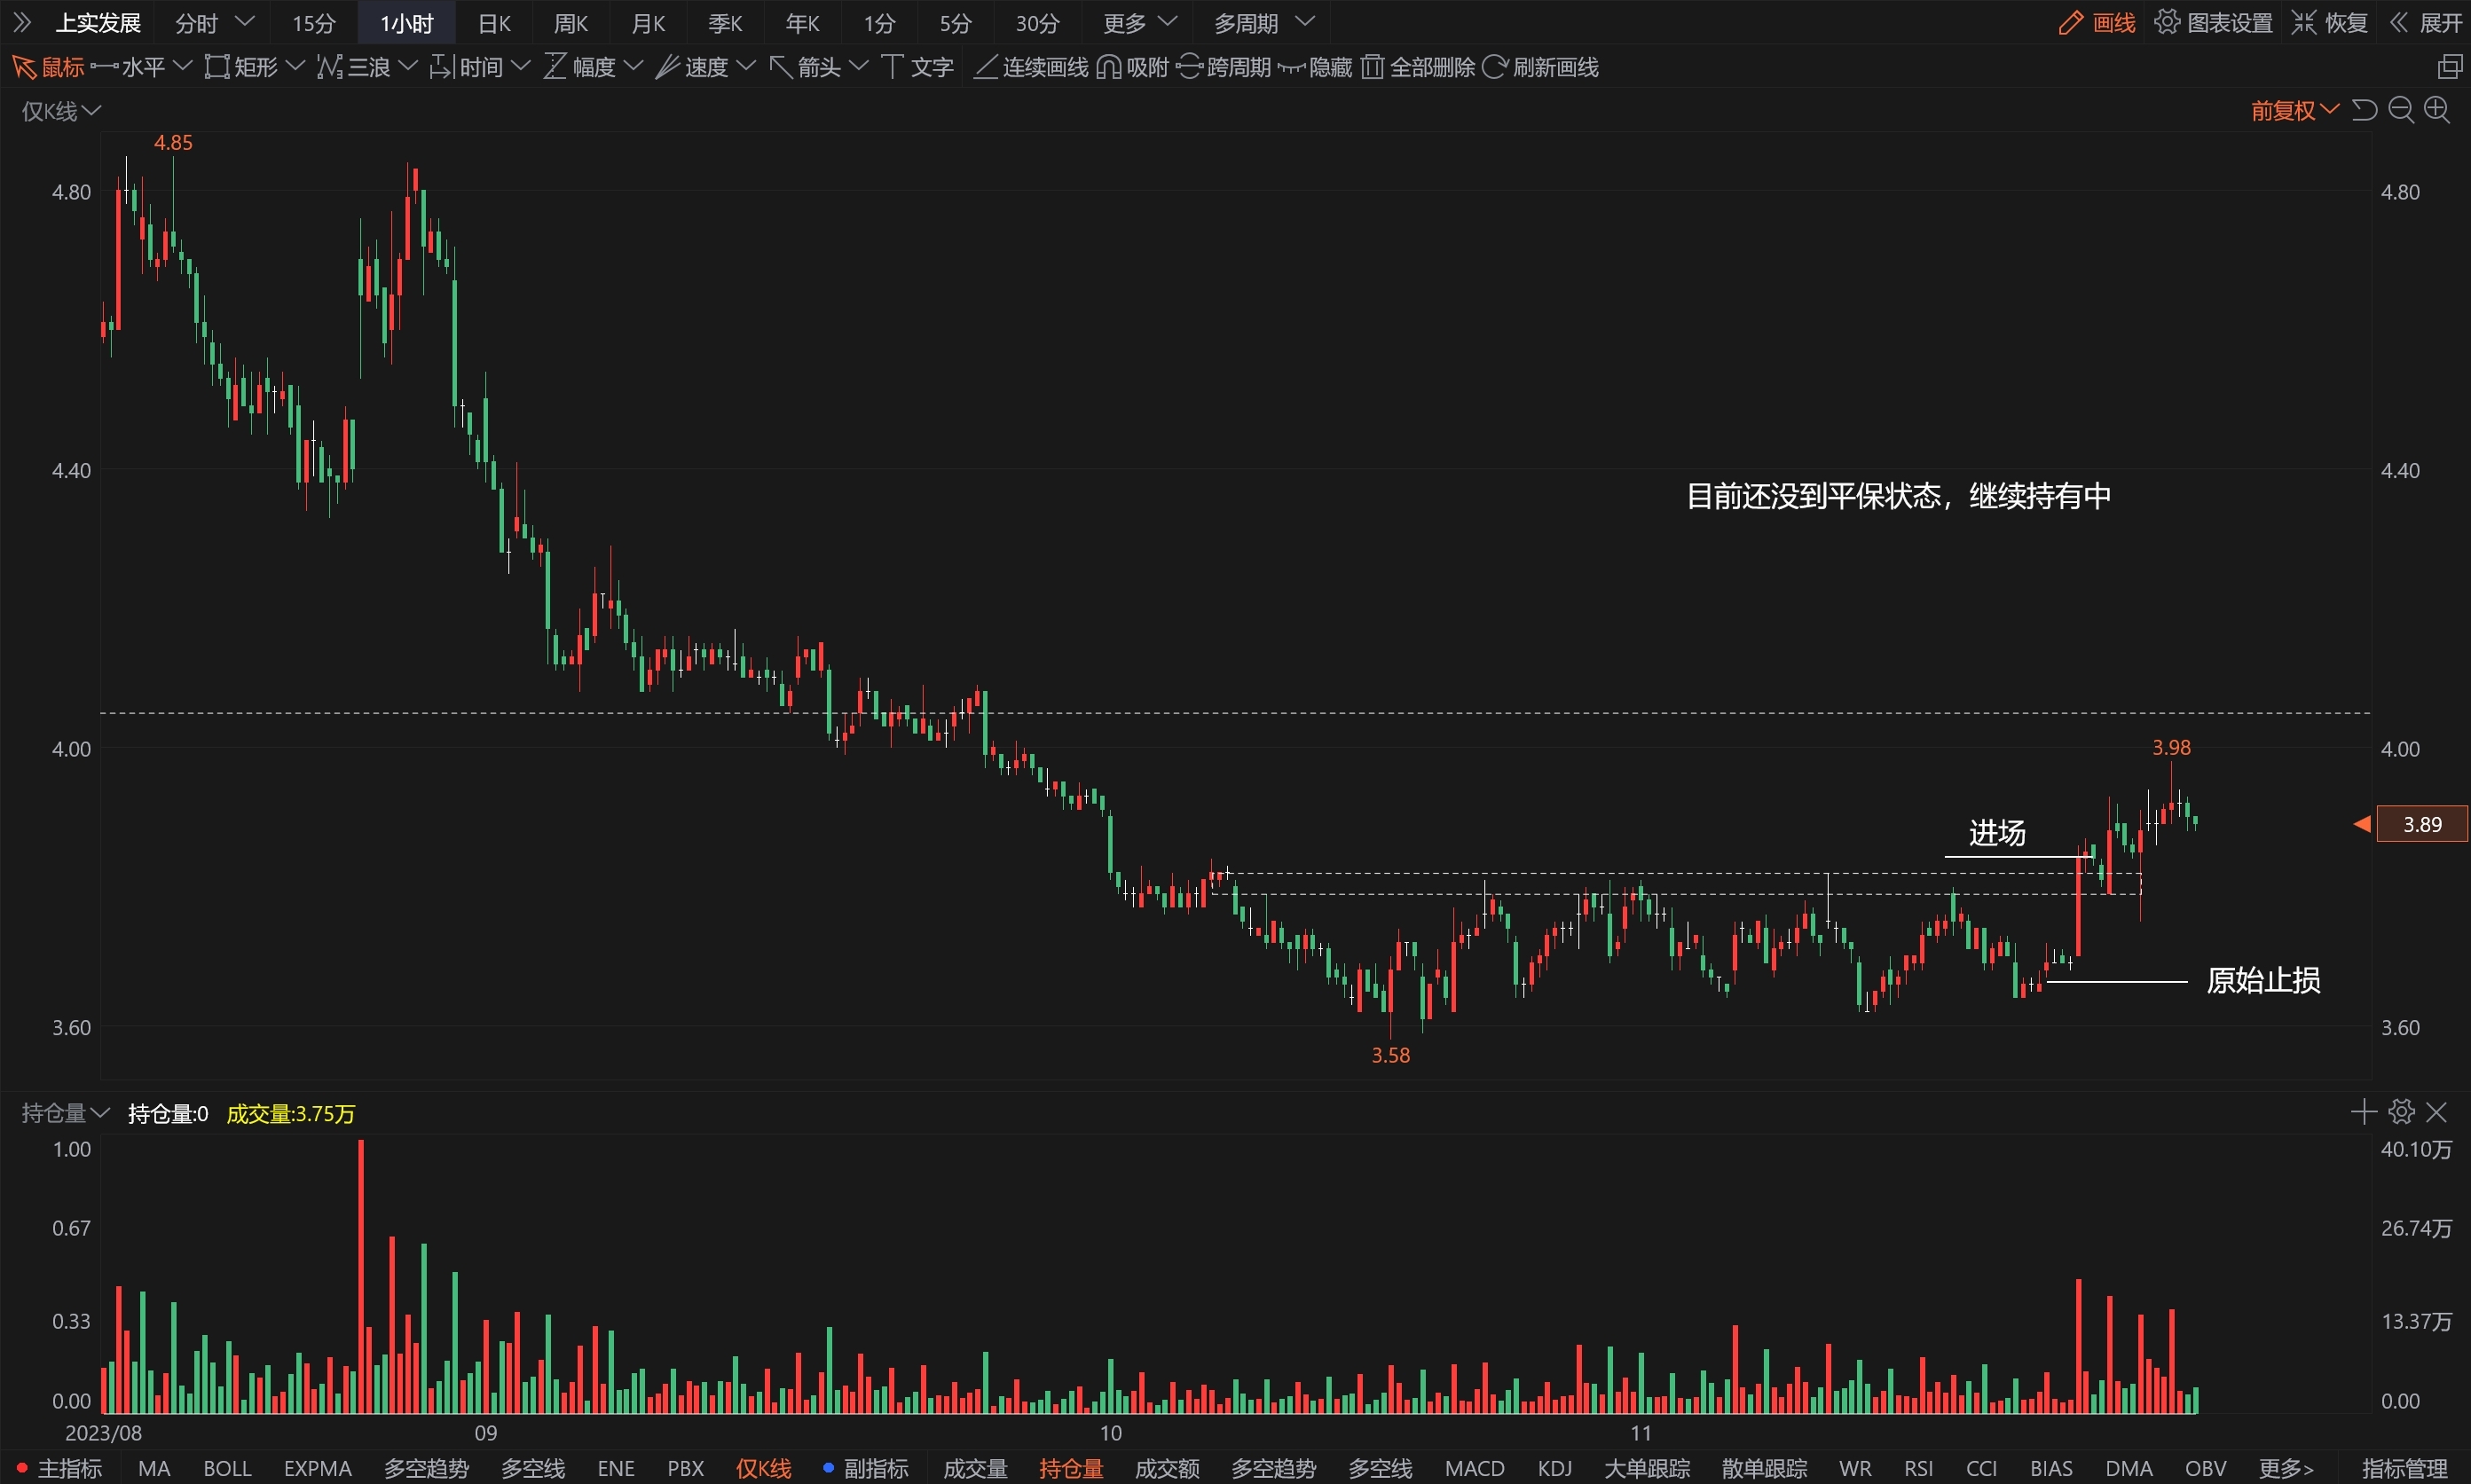 上实发展 分时 15分 1小时 日K 周K 月K 季K 年K 1分 5分 30分 更多 多周期 画线 图表设置 恢复 展开
鼠标 水平 矩形 三浪 时间 幅度 速度 箭头 文字 连续画线 吸附 跨周期 隐藏 全部删除 刷新画线
仅K线 前复权
4.85
4.80 4.80
4.40 4.40
目前还没到平保状态，继续持有中
4.00 4.00
3.98
进场 3.89
原始止损
3.60 3.60
3.58
持仓量 持仓量:0 成交量:3.75万
1.00 40.10万
0.67 26.74万
0.33 13.37万
0.00 0.00
2023/08 09 10 11
主指标 MA BOLL EXPMA 多空趋势 多空线 ENE PBX 仅K线 副指标 成交量 持仓量 成交额 多空趋势 多空线 MACD KDJ 大单跟踪 散单跟踪 WR RSI CCI BIAS DMA OBV 更多> 指标管理